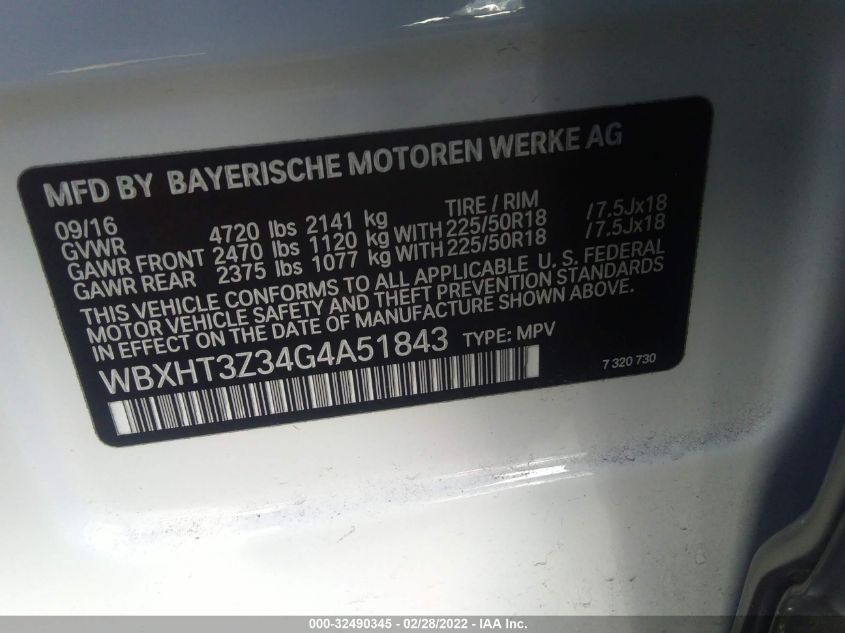 MFD BY BAYERISCHE MOTOREN WERKE AG
09/16 TIRE / RIM
GVWR 4720 lbs 2141 kg
GAWR FRONT 2470 lbs 1120 kg WITH 225/50R18 /7.5Jx18
GAWR REAR 2375 lbs 1077 kg WITH 225/50R18 /7.5Jx18
THIS VEHICLE CONFORMS TO ALL APPLICABLE U. S. FEDERAL
MOTOR VEHICLE SAFETY AND THEFT PREVENTION STANDARDS
IN EFFECT ON THE DATE OF MANUFACTURE SHOWN ABOVE.
WBXHT3Z34G4A51843 TYPE: MPV
7 320 730
000-32490345 - 02/28/2022 - IAA Inc.